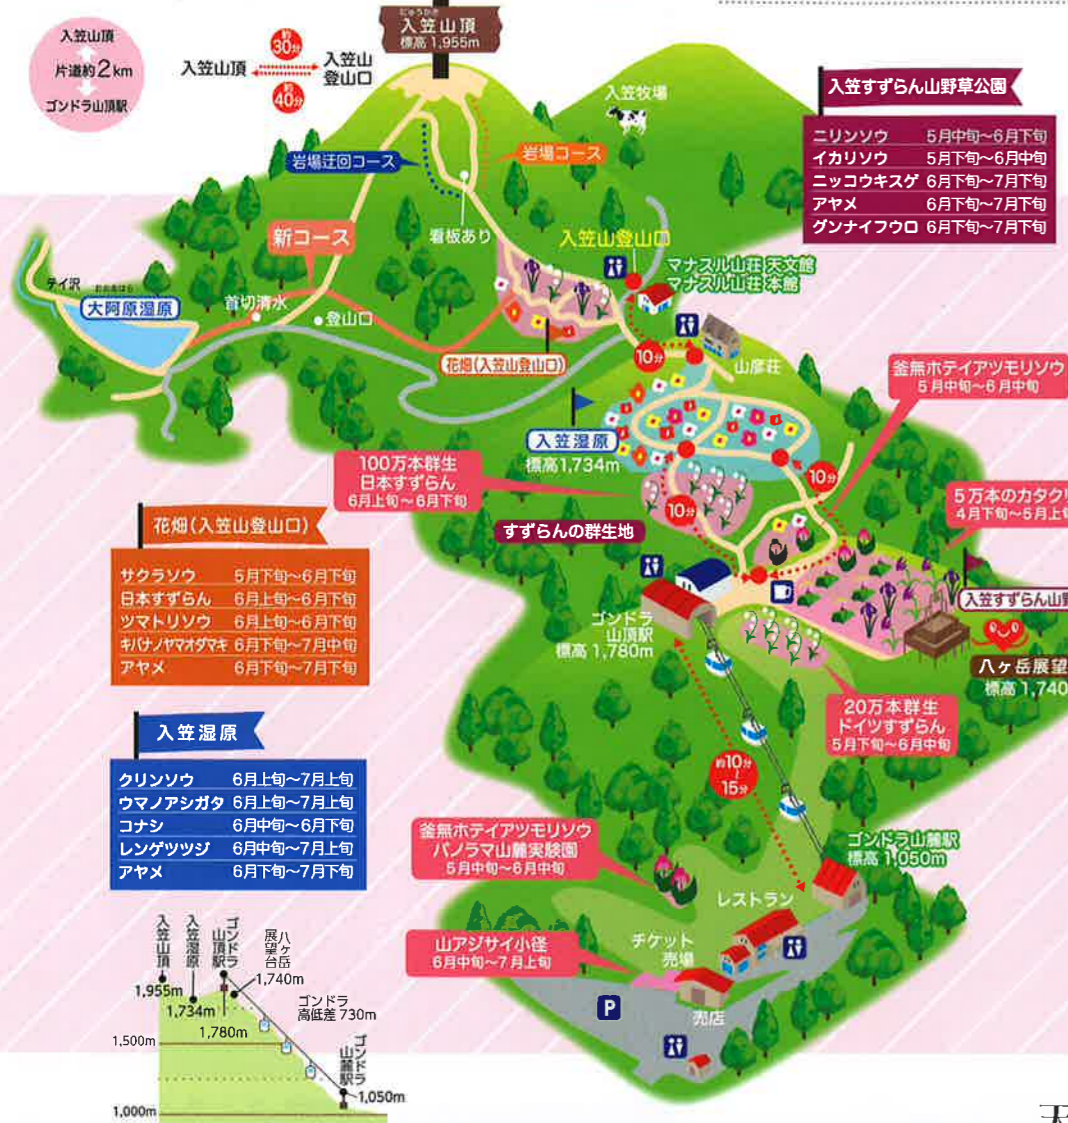 入笠山頂
片道約2km
ゴンドラ山頂駅
入笠山頂
約30分
約40分
入笠山
登山口
にゅうかさ
入笠山頂
標高 1,955m
入笠牧場
岩場迂回コース
岩場コース
新コース
看板あり
入笠山登山口
マナスル山荘 天文館
マナスル山荘 本館
テイ沢
おおあはら
大阿原湿原
首切清水
登山口
花畑(入笠山登山口)
10分
山彦荘
入笠すずらん山野草公園
ニリンソウ 5月中旬〜6月下旬
イカリソウ 5月下旬〜6月中旬
ニッコウキスゲ 6月下旬〜7月下旬
アヤメ 6月下旬〜7月下旬
グンナイフウロ 6月下旬〜7月下旬
釜無ホテイアツモリソウ
5月中旬〜6月中旬
入笠湿原
標高1,734m
100万本群生
日本すずらん
6月上旬〜6月下旬
10分
10分
すずらんの群生地
5万本のカタクリ
4月下旬〜5月上旬
入笠すずらん山野
八ヶ岳展望
標高 1,740
ゴンドラ
山頂駅
標高 1,780m
20万本群生
ドイツすずらん
5月下旬〜6月中旬
約10分
〜
15分
花畑(入笠山登山口)
サクラソウ 5月下旬〜6月下旬
日本すずらん 6月上旬〜6月下旬
ツマトリソウ 6月上旬〜6月下旬
キバナノヤマオダマキ 6月下旬〜7月中旬
アヤメ 6月下旬〜7月下旬
入笠湿原
クリンソウ 6月上旬〜7月上旬
ウマノアシガタ 6月上旬〜7月上旬
コナシ 6月中旬〜6月下旬
レンゲツツジ 6月中旬〜7月上旬
アヤメ 6月下旬〜7月下旬
釜無ホテイアツモリソウ
パノラマ山麓実験園
5月中旬〜6月中旬
ゴンドラ山麓駅
標高 1,050m
レストラン
山アジサイ小径
6月中旬〜7月上旬
チケット
売場
売店
P
入笠山頂
1,955m
入笠湿原
1,734m
ゴンドラ
山頂駅
1,780m
八ヶ岳
展望台
1,740m
ゴンドラ
高低差 730m
ゴンドラ
山麓駅
1,050m
1,500m
1,000m